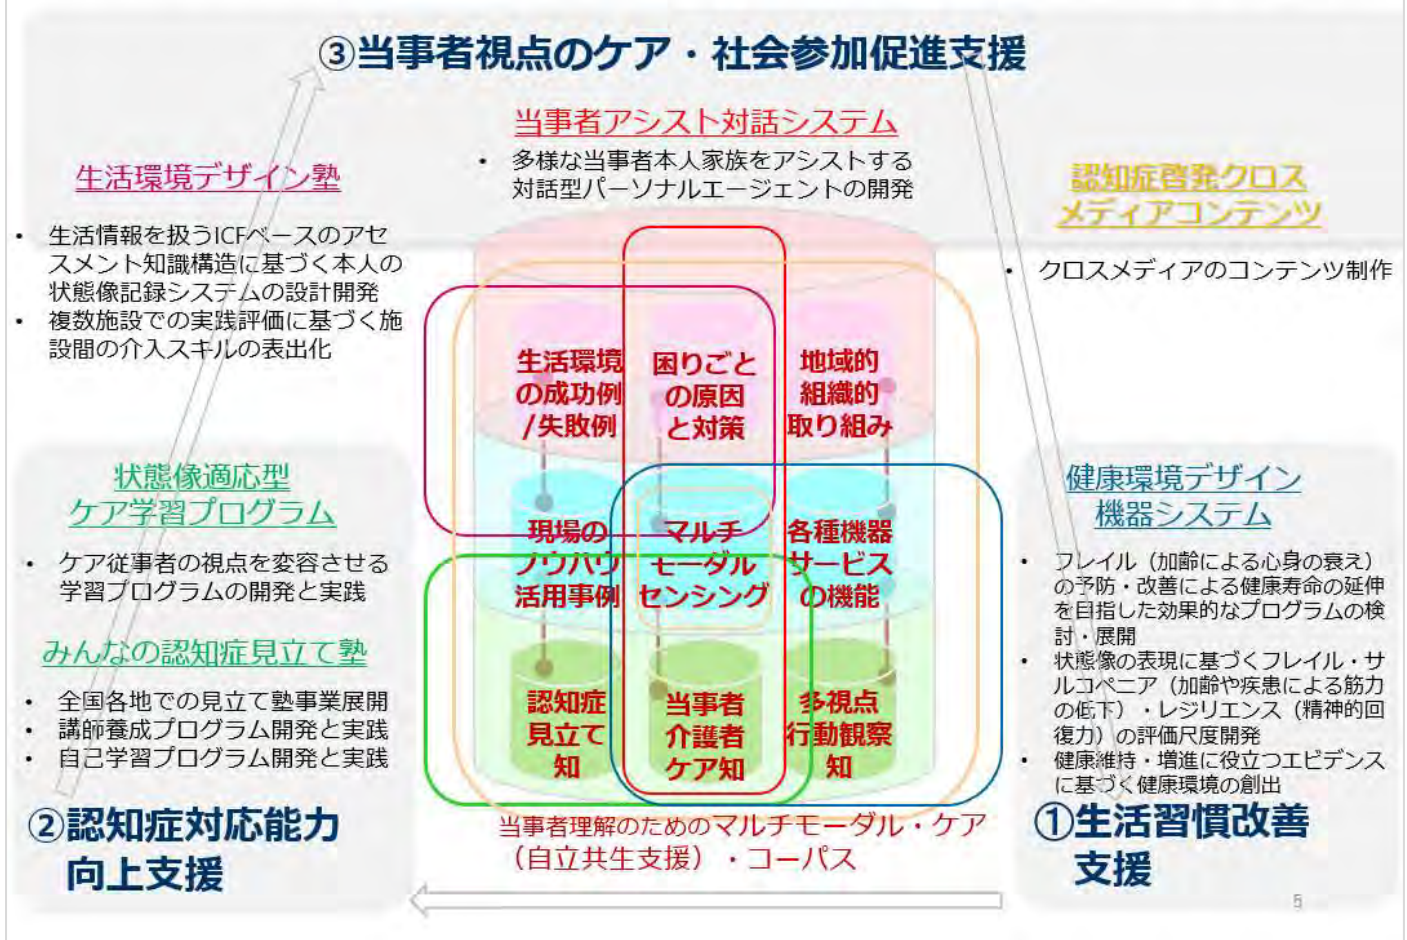 ③当事者視点のケア・社会参加促進支援
当事者アシスト対話システム
• 多様な当事者本人家族をアシストする
対話型パーソナルエージェントの開発
生活環境デザイン塾
• 生活情報を扱うICFベースのアセ
スメント知識構造に基づく本人の
状態像記録システムの設計開発
• 複数施設での実践評価に基づく施
設間の介入スキルの表出化
認知症啓発クロス
メディアコンテンツ
• クロスメディアのコンテンツ制作
生活環境
の成功例
/失敗例
困りごと
の原因
と対策
地域的
組織的
取り組み
現場の
ノウハウ
活用事例
マルチ
モーダル
センシング
各種機器
サービス
の機能
認知症
見立て
知
当事者
介護者
ケア知
多視点
行動観察
知
当事者理解のためのマルチモーダル・ケア
（自立共生支援）・コーパス
状態像適応型
ケア学習プログラム
• ケア従事者の視点を変容させる
学習プログラムの開発と実践
みんなの認知症見立て塾
• 全国各地での見立て塾事業展開
• 講師養成プログラム開発と実践
• 自己学習プログラム開発と実践
②認知症対応能力
向上支援
健康環境デザイン
機器システム
• フレイル（加齢による心身の衰え）
の予防・改善による健康寿命の延伸
を目指した効果的なプログラムの検
討・展開
• 状態像の表現に基づくフレイル・サ
ルコペニア（加齢や疾患による筋力
の低下）・レジリエンス（精神的回
復力）の評価尺度開発
• 健康維持・増進に役立つエビデンス
に基づく健康環境の創出
①生活習慣改善
支援
5